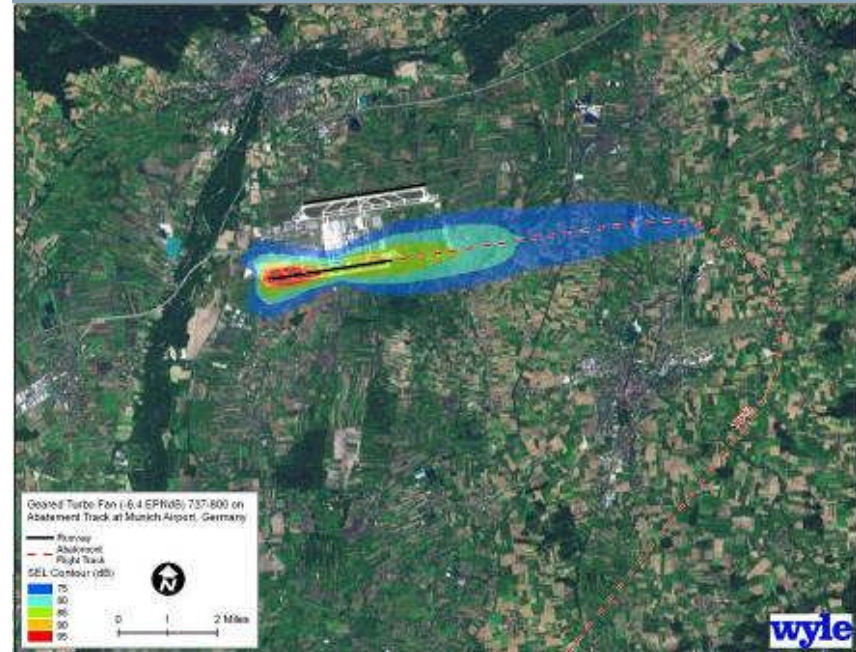 Geared Turbo Fan (-6.4 EPNdB) 737-800 on
Abatement Track at Munich Airport, Germany
Runway
Abatement
Flight Track
SEL Contour (dB)
75
80
85
90
95
N
0 1 2 Miles
wyle